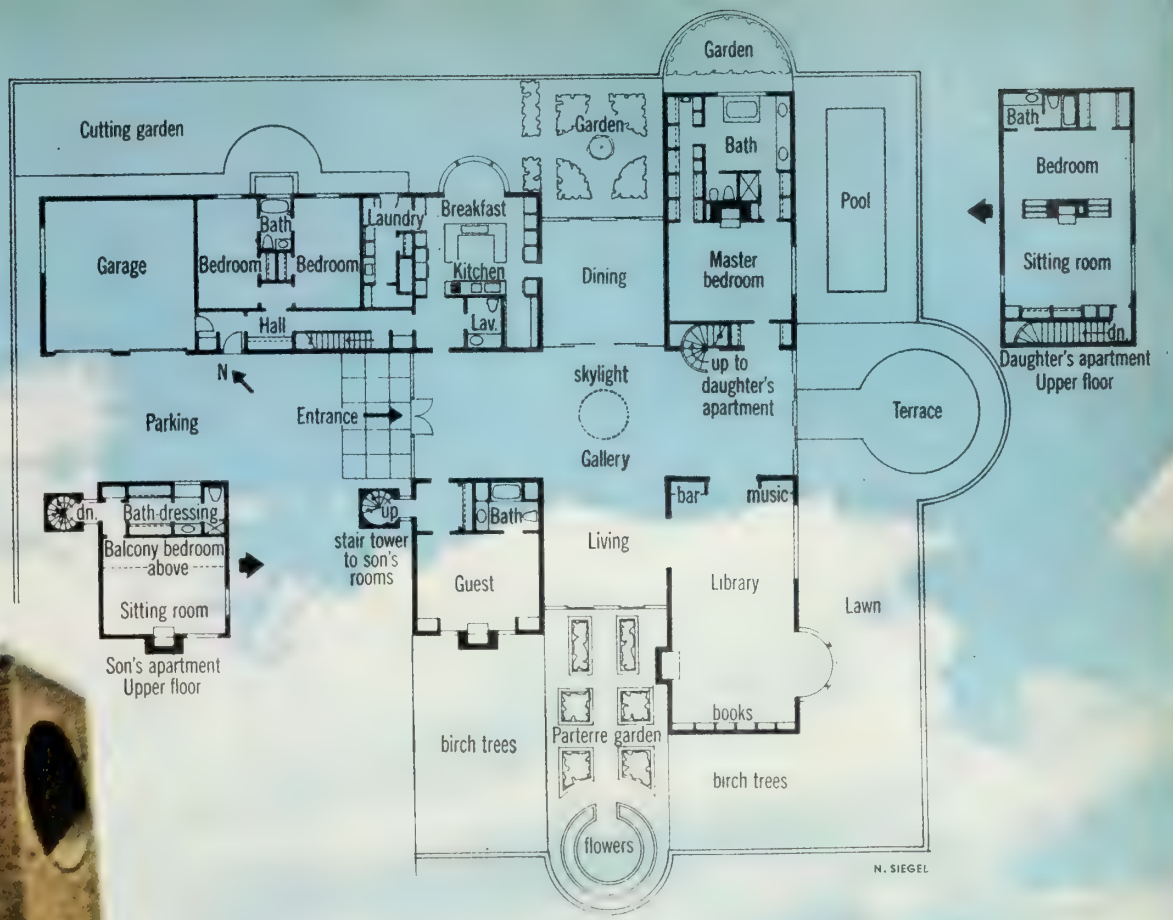 Garden
Cutting garden
Garden
Bath
Bath
Bedroom
Pool
Laundry
Breakfast
Bath
Garage
Bedroom
Bedroom
Kitchen
Dining
Master
bedroom
Sitting room
Hall
Lav.
dn.
Daughter's apartment
Upper floor
N
skylight
up to
daughter's
apartment
Entrance
Parking
Terrace
Gallery
dn.
Bath-dressing
up
Bath
bar
music
Balcony bedroom
above
stair tower
to son's
rooms
Living
Guest
Library
Lawn
Sitting room
Son's apartment
Upper floor
books
birch trees
Parterre garden
birch trees
flowers
N. SIEGEL